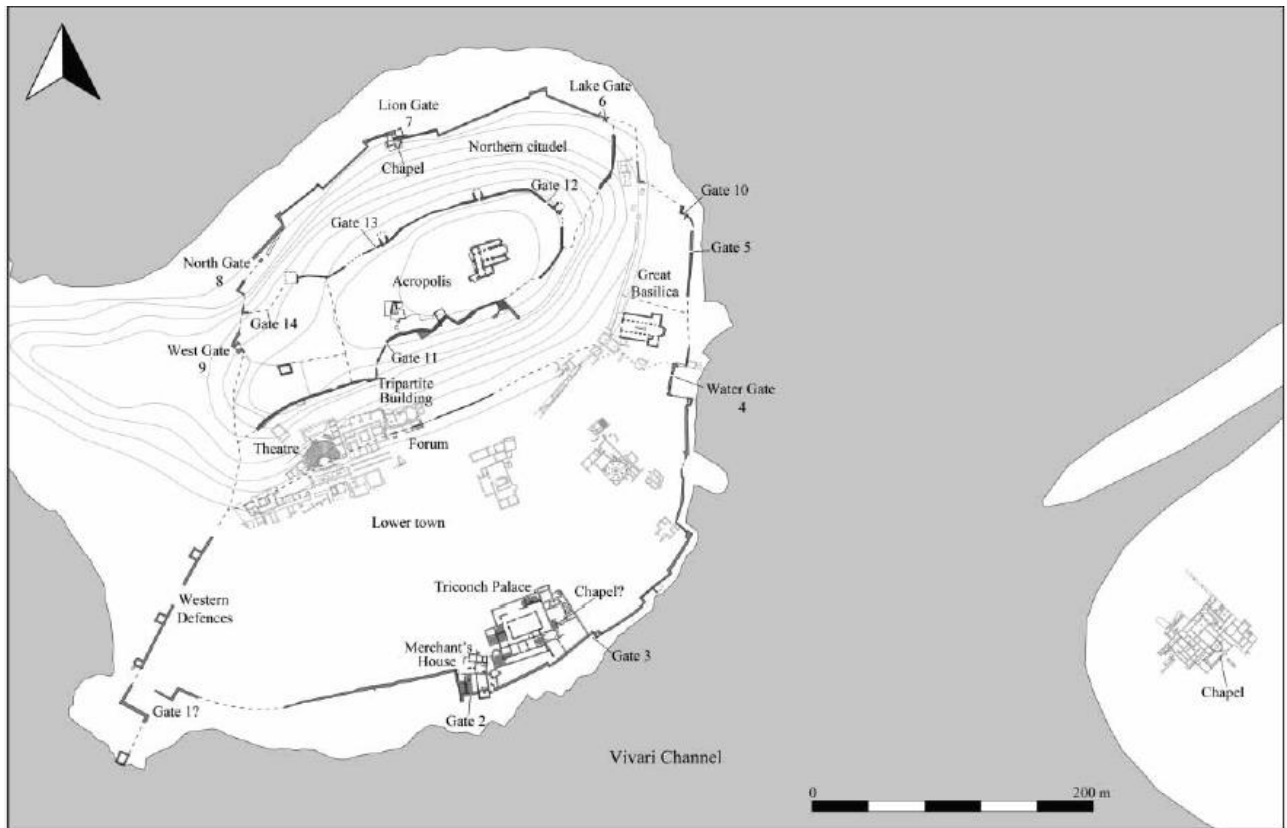 Lake Gate
6
Lion Gate
7
Northern citadel
Chapel
Gate 12
Gate 10
Gate 13
Gate 5
North Gate
8
Acropolis
Great
Basilica
Gate 14
West Gate
9
Gate 11
Tripartite
Building
Water Gate
4
Theatre
Forum
Lower town
Triconch Palace
Chapel?
Western
Defences
Merchant's
House
Gate 3
Chapel
Gate 1?
Gate 2
Vivari Channel
0
200 m